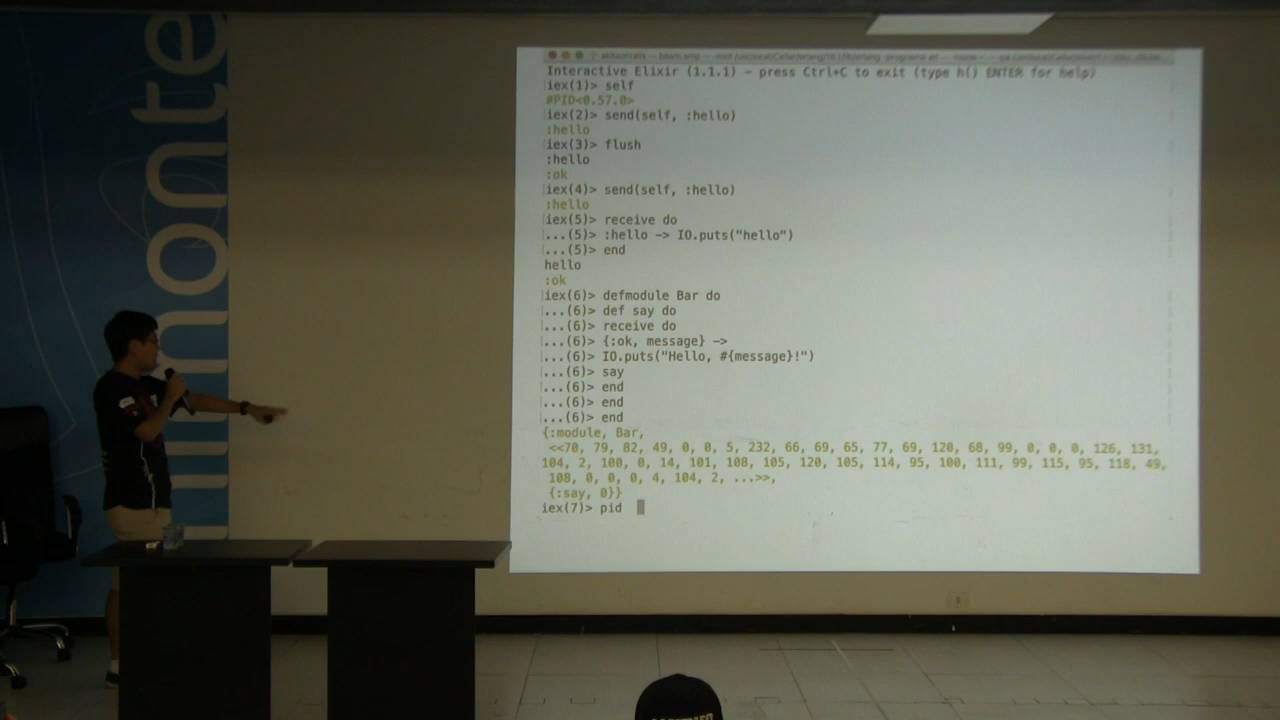 Interactive Elixir (1.1.1) - press Ctrl+C to exit (type h() ENTER for help)
iex(1)> self
#PID<0.57.0>
iex(2)> send(self, :hello)
:hello
iex(3)> flush
:hello
:ok
iex(4)> send(self, :hello)
:hello
iex(5)> receive do
...(5)> :hello -> IO.puts("hello")
...(5)> end
hello
:ok
iex(6)> defmodule Bar do
...(6)> def say do
...(6)> receive do
...(6)> {:ok, message} ->
...(6)> IO.puts("Hello, #{message}!")
...(6)> say
...(6)> end
...(6)> end
...(6)> end
{:module, Bar,
<<70, 79, 82, 49, 0, 0, 5, 232, 66, 69, 65, 77, 69, 120, 68, 99, 0, 0, 0, 126, 131,
104, 2, 100, 0, 14, 101, 108, 105, 120, 105, 114, 95, 100, 111, 99, 115, 95, 118, 49,
108, 0, 0, 0, 4, 104, 2, ...>>,
{:say, 0}}
iex(7)> pid